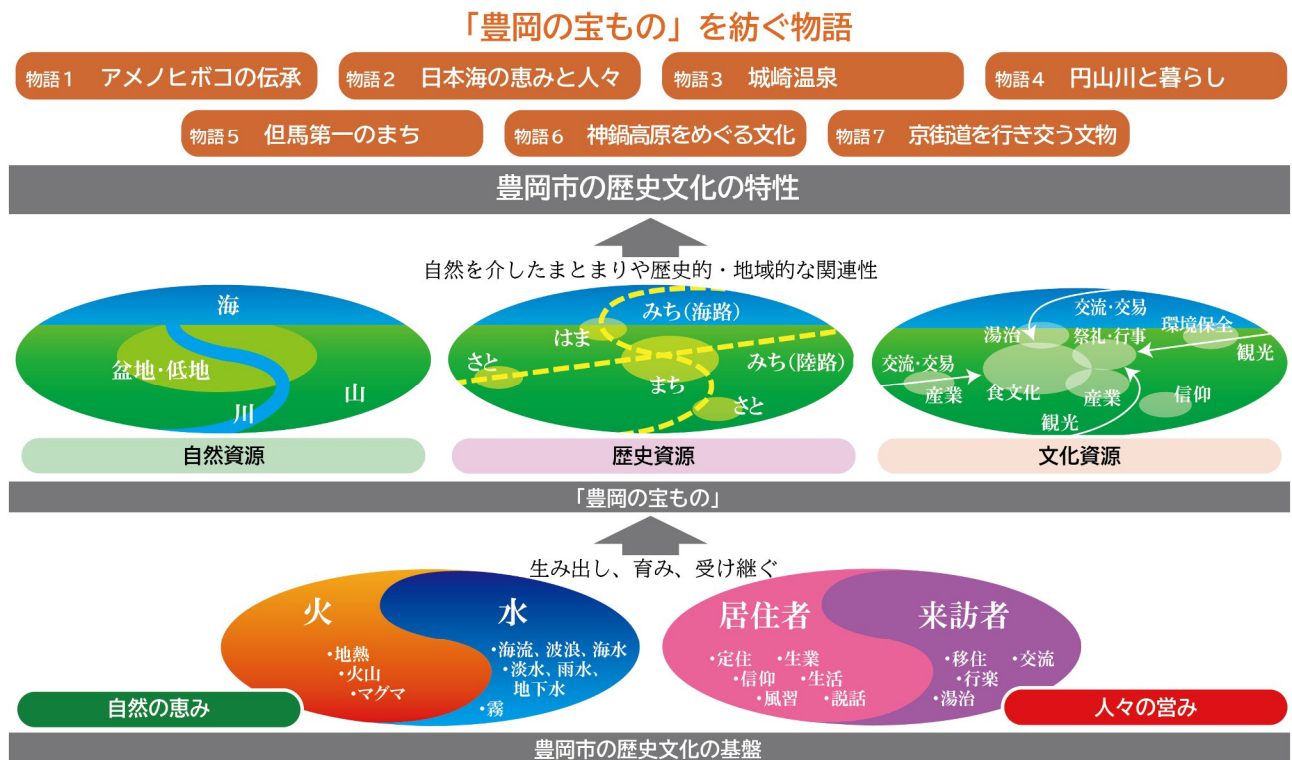 「豊岡の宝もの」を紡ぐ物語
物語1 アメノヒボコの伝承
物語2 日本海の恵みと人々
物語3 城崎温泉
物語4 円山川と暮らし
物語5 但馬第一のまち
物語6 神鍋高原をめぐる文化
物語7 京街道を行き交う文物
豊岡市の歴史文化の特性
自然を介したまとまりや歴史的・地域的な関連性
海
盆地・低地
山
川
自然資源
みち(海路)
はま
さと
みち(陸路)
まち
さと
歴史資源
交流・交易
湯治
祭礼・行事
環境保全
観光
交流・交易
産業
食文化
産業
信仰
観光
文化資源
「豊岡の宝もの」
生み出し、育み、受け継ぐ
火
・地熱
・火山
・マグマ
水
・海流、波浪、海水
・淡水、雨水、
地下水
・霧
居住者
・定住 ・生業
・信仰 ・生活
・風習 ・説話
来訪者
・移住 ・交流
・行楽
・湯治
自然の恵み
人々の営み
豊岡市の歴史文化の基盤